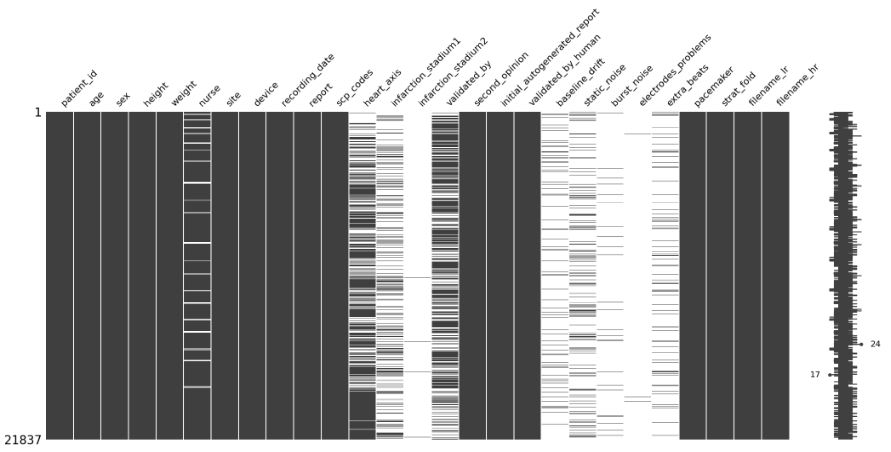 patient_id
age
sex
height
weight
nurse
site
device
recording_date
report
scp_codes
heart_axis
infarction_stadium1
infarction_stadium2
validated_by
second_opinion
initial_autogenerated_report
validated_by_human
baseline_drift
static_noise
burst_noise
electrodes_problems
extra_beats
pacemaker
strat_fold
filename_lr
filename_hr
1
24
17
21837